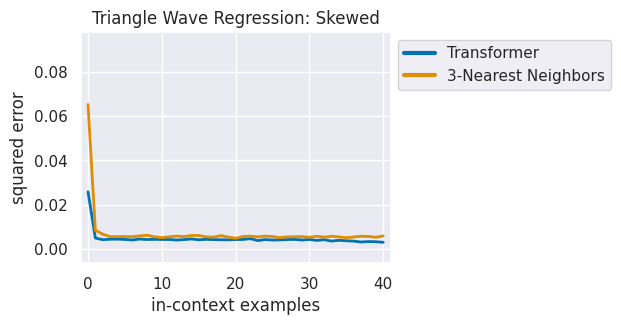 Triangle Wave Regression: Skewed
Transformer
3-Nearest Neighbors
squared error
0.08
0.06
0.04
0.02
0.00
0 10 20 30 40
in-context examples